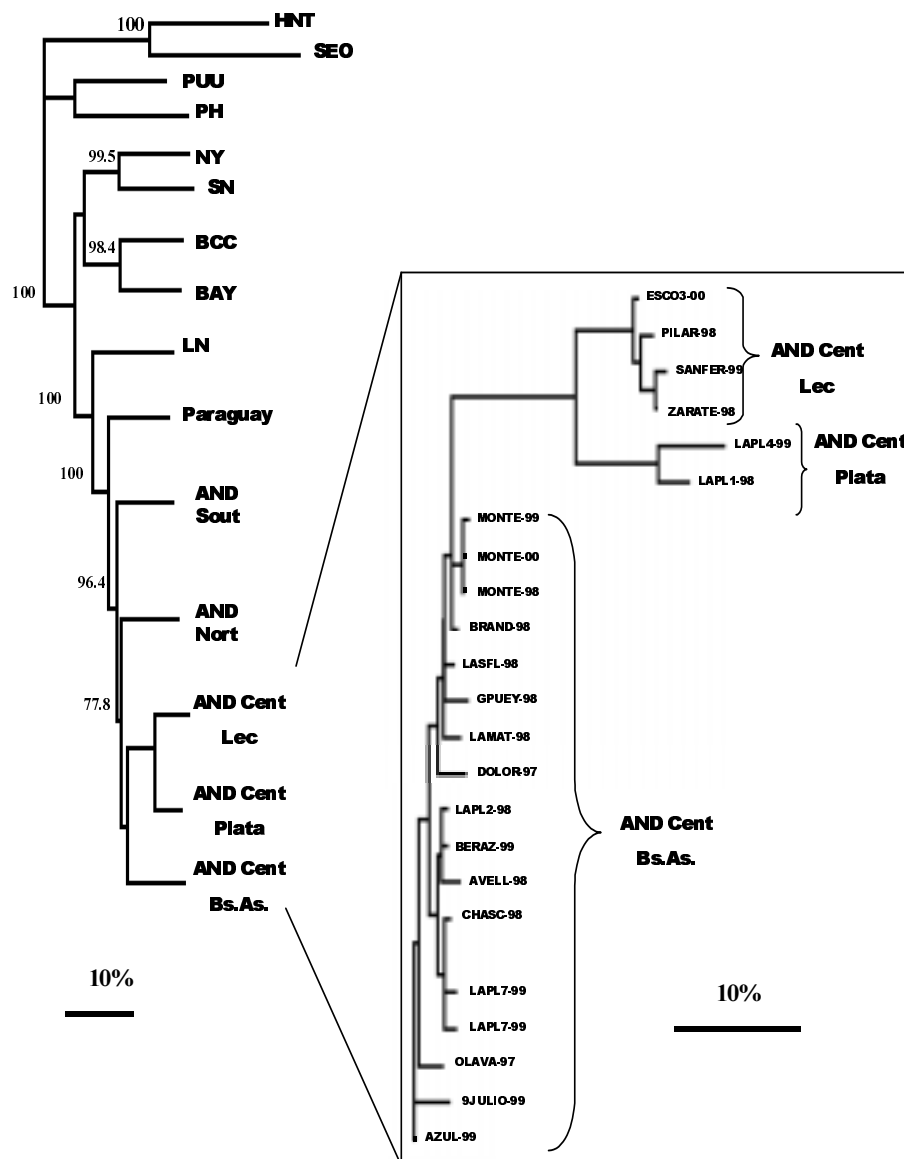 100
HNT
SEO
PUU
PH
99.5
NY
SN
98.4
BCC
BAY
100
LN
100
Paraguay
100
AND
Sout
96.4
AND
Nort
77.8
AND Cent
Lec
AND Cent
Plata
AND Cent
Bs.As.
10%
ESCO3-00
PILAR-98
SANFER-99
ZARATE-98
AND Cent
Lec
LAPL4-99
LAPL1-98
AND Cent
Plata
MONTE-99
MONTE-00
MONTE-98
BRAND-98
LASFL-98
GPUEY-98
LAMAT-98
DOLOR-97
LAPL2-98
BERAZ-99
AVELL-98
CHASC-98
LAPL7-99
LAPL7-99
OLAVA-97
9JULIO-99
AZUL-99
AND Cent
Bs.As.
10%